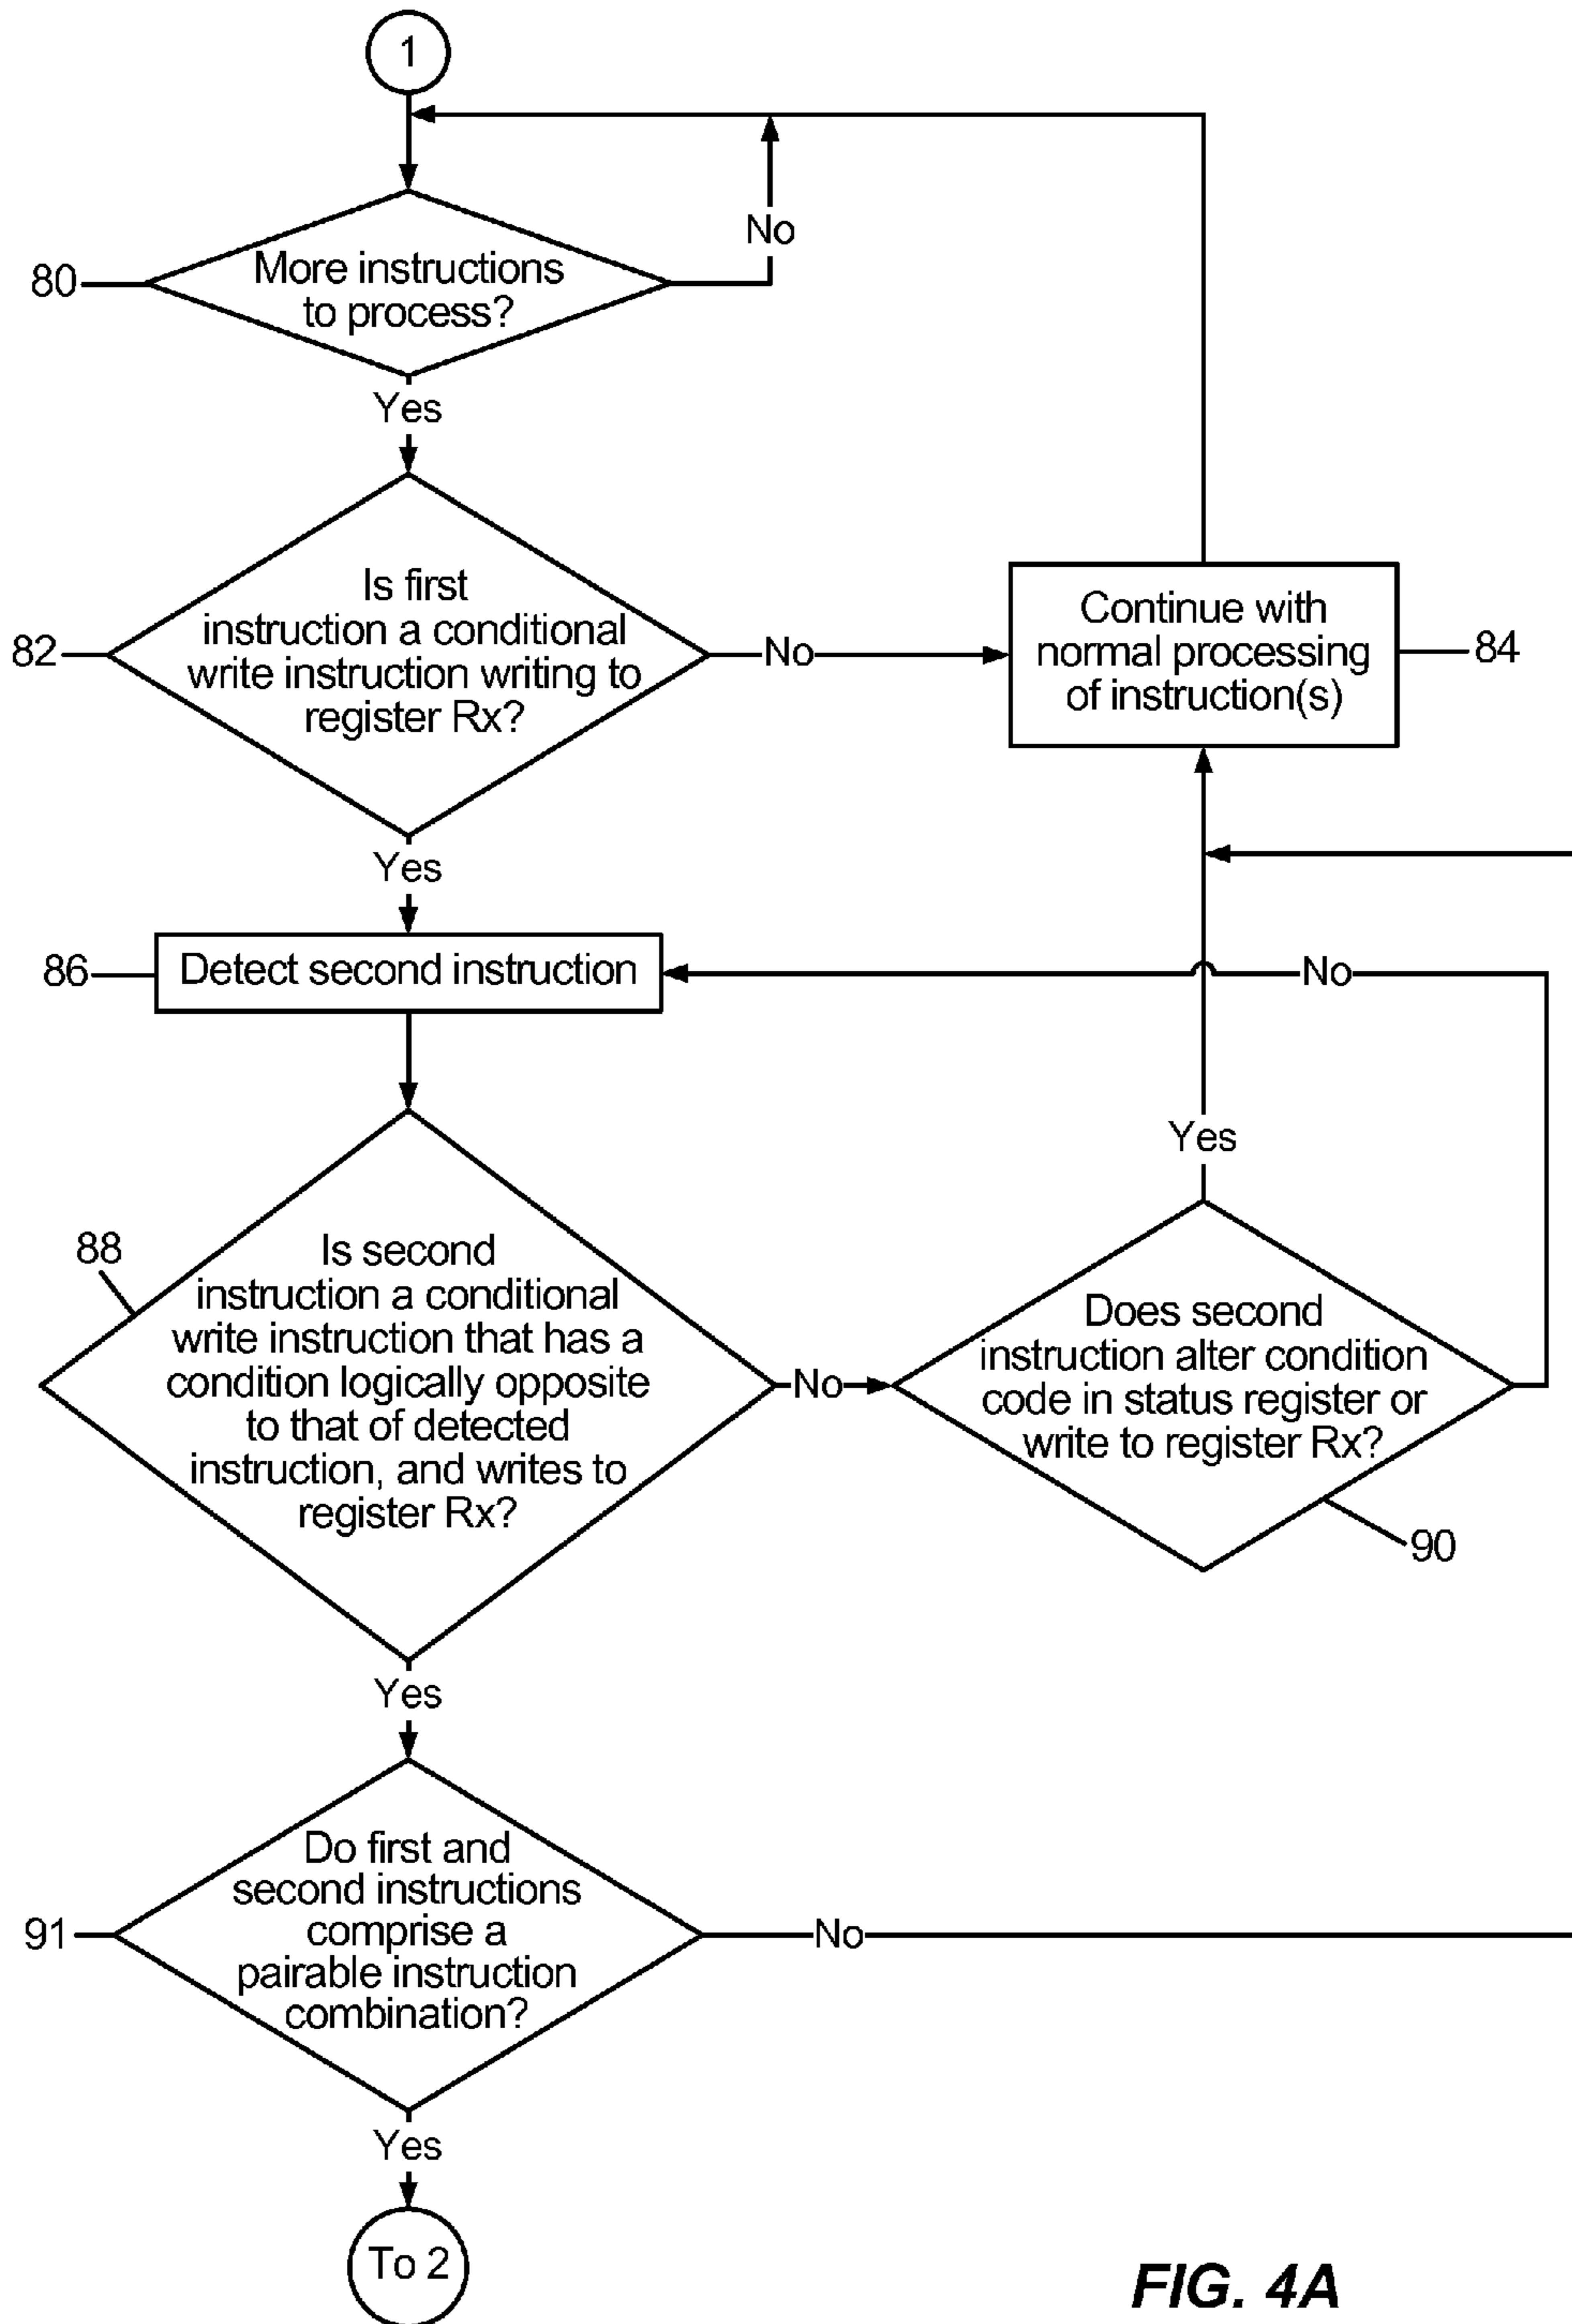 1
More instructions
to process?
80
No
Yes
Is first
instruction a conditional
write instruction writing to
register Rx?
82
No
Continue with
normal processing
of instruction(s)
84
Yes
86
Detect second instruction
No
Yes
88
Is second
instruction a conditional
write instruction that has a
condition logically opposite
to that of detected
instruction, and writes to
register Rx?
No
Does second
instruction alter condition
code in status register or
write to register Rx?
90
Yes
Do first and
second instructions
comprise a
pairable instruction
combination?
91
No
Yes
To 2
FIG. 4A